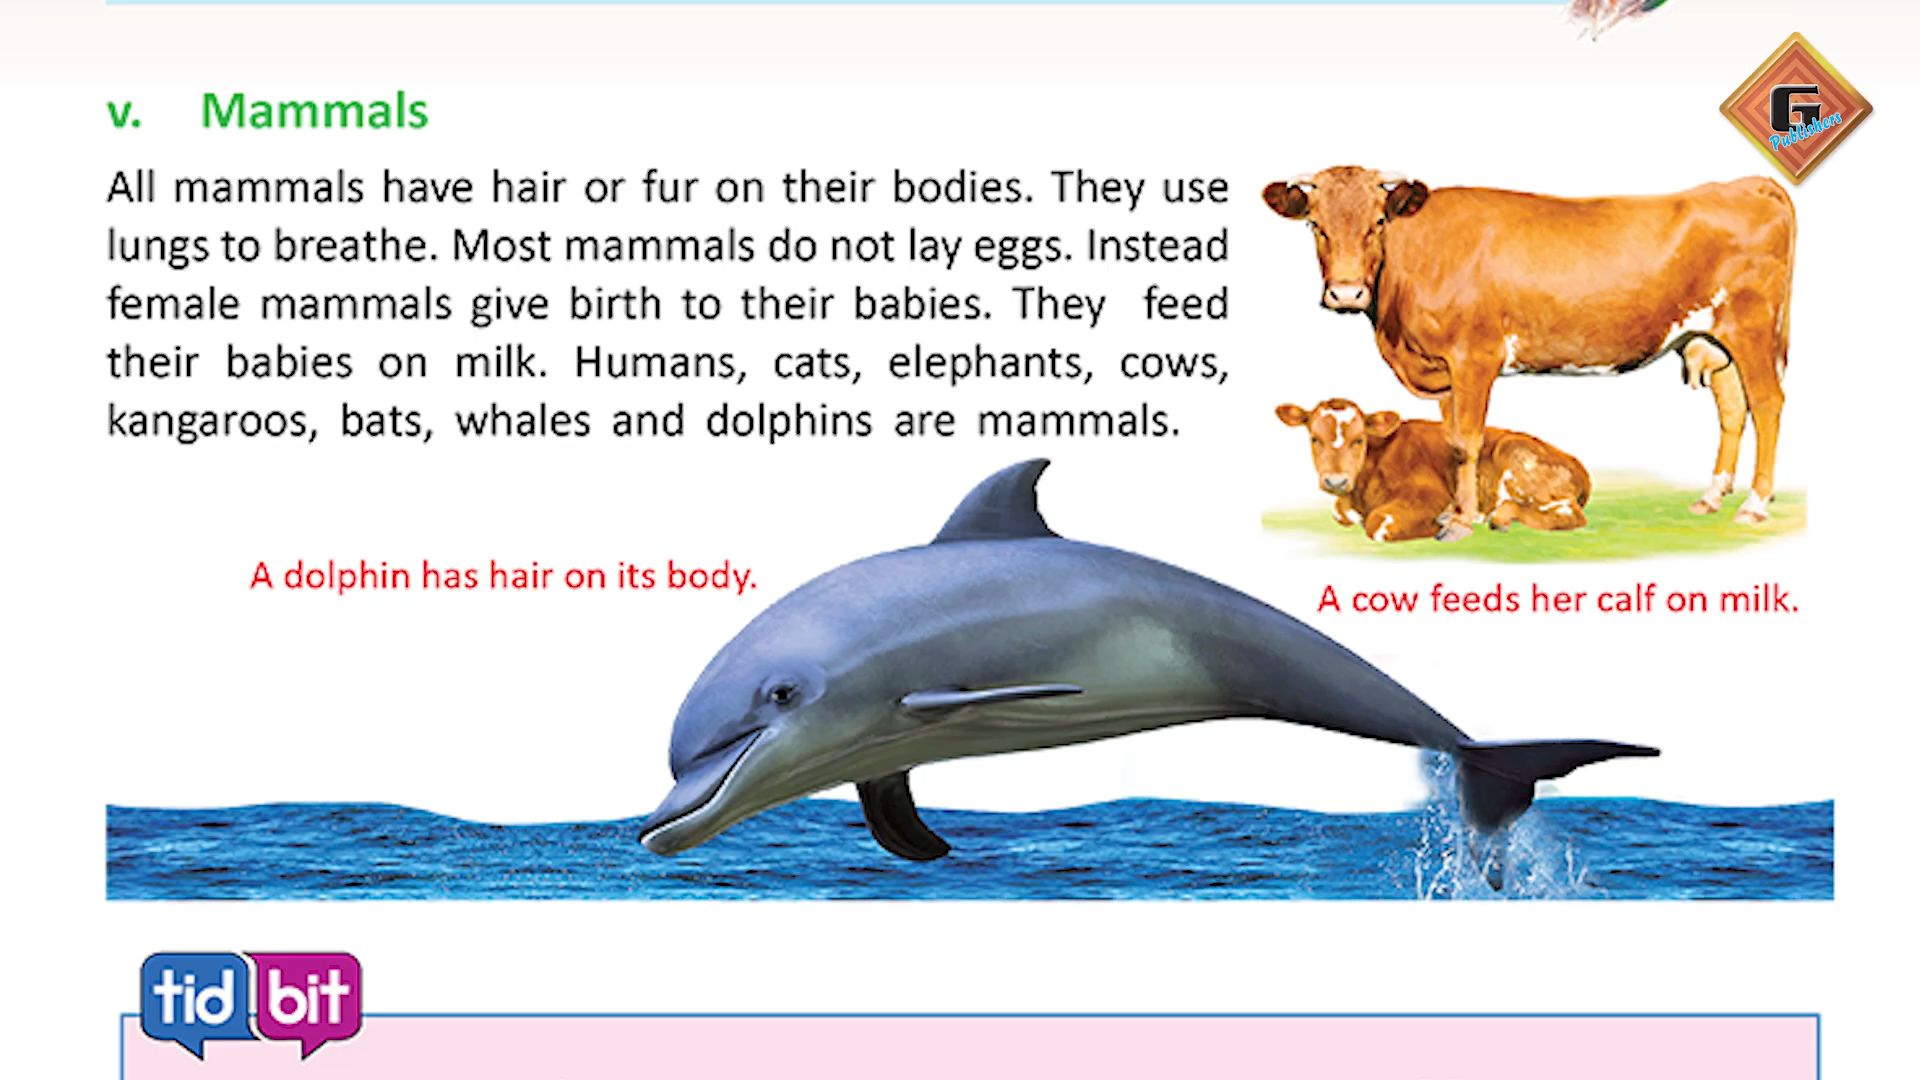 G
Publishers
v. Mammals
All mammals have hair or fur on their bodies. They use
lungs to breathe. Most mammals do not lay eggs. Instead
female mammals give birth to their babies. They feed
their babies on milk. Humans, cats, elephants, cows,
kangaroos, bats, whales and dolphins are mammals.
A dolphin has hair on its body.
A cow feeds her calf on milk.
tid bit